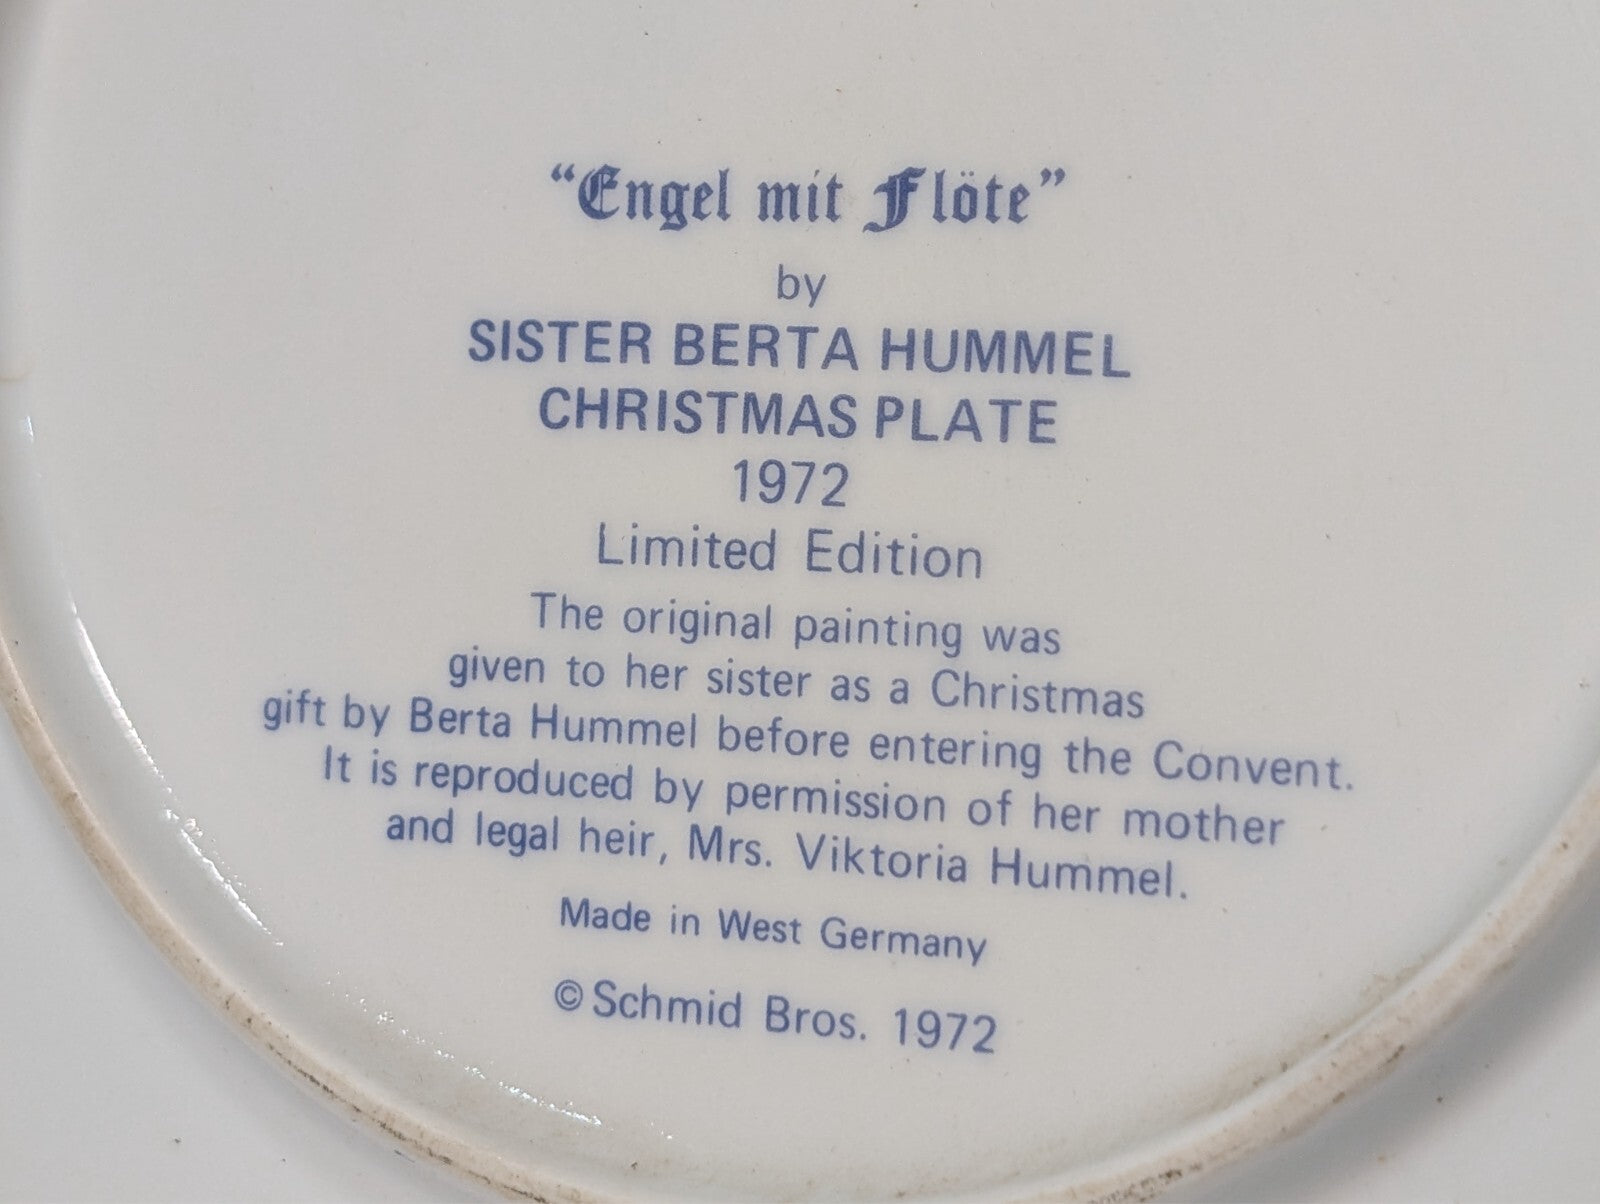 “Engel mit Flöte”
by
SISTER BERTA HUMMEL
CHRISTMAS PLATE
1972
Limited Edition
The original painting was
given to her sister as a Christmas
gift by Berta Hummel before entering the Convent.
It is reproduced by permission of her mother
and legal heir, Mrs. Viktoria Hummel.
Made in West Germany
© Schmid Bros. 1972